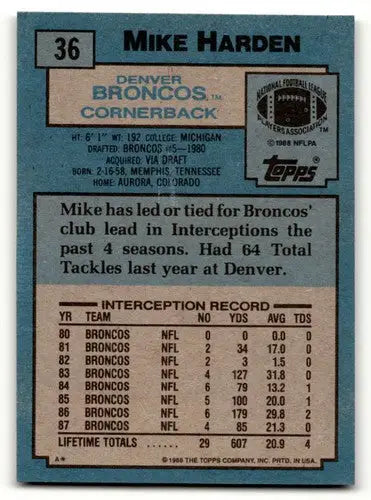 36
MIKE HARDEN
DENVER
BRONCOS TM
CORNERBACK
NATIONAL FOOTBALL LEAGUE
PLAYERS ASSOCIATION
© 1988 NFLPA
TOPPS®
HT: 6' 1" WT: 192 COLLEGE: MICHIGAN
DRAFTED: BRONCOS #5—1980
ACQUIRED: VIA DRAFT
BORN: 2-16-58, MEMPHIS, TENNESSEE
HOME: AURORA, COLORADO
Mike has led or tied for Broncos'
club lead in Interceptions the
past 4 seasons. Had 64 Total
Tackles last year at Denver.
INTERCEPTION RECORD
YR TEAM NO YDS AVG TDS
80 BRONCOS NFL 0 0 0.0 0
81 BRONCOS NFL 2 34 17.0 0
82 BRONCOS NFL 2 3 1.5 0
83 BRONCOS NFL 4 127 31.8 0
84 BRONCOS NFL 6 79 13.2 1
85 BRONCOS NFL 5 100 20.0 1
86 BRONCOS NFL 6 179 29.8 2
87 BRONCOS NFL 4 85 21.3 0
LIFETIME TOTALS ...... 29 607 20.9 4
A* © 1988 THE TOPPS COMPANY, INC. PRTD. IN U.S.A.